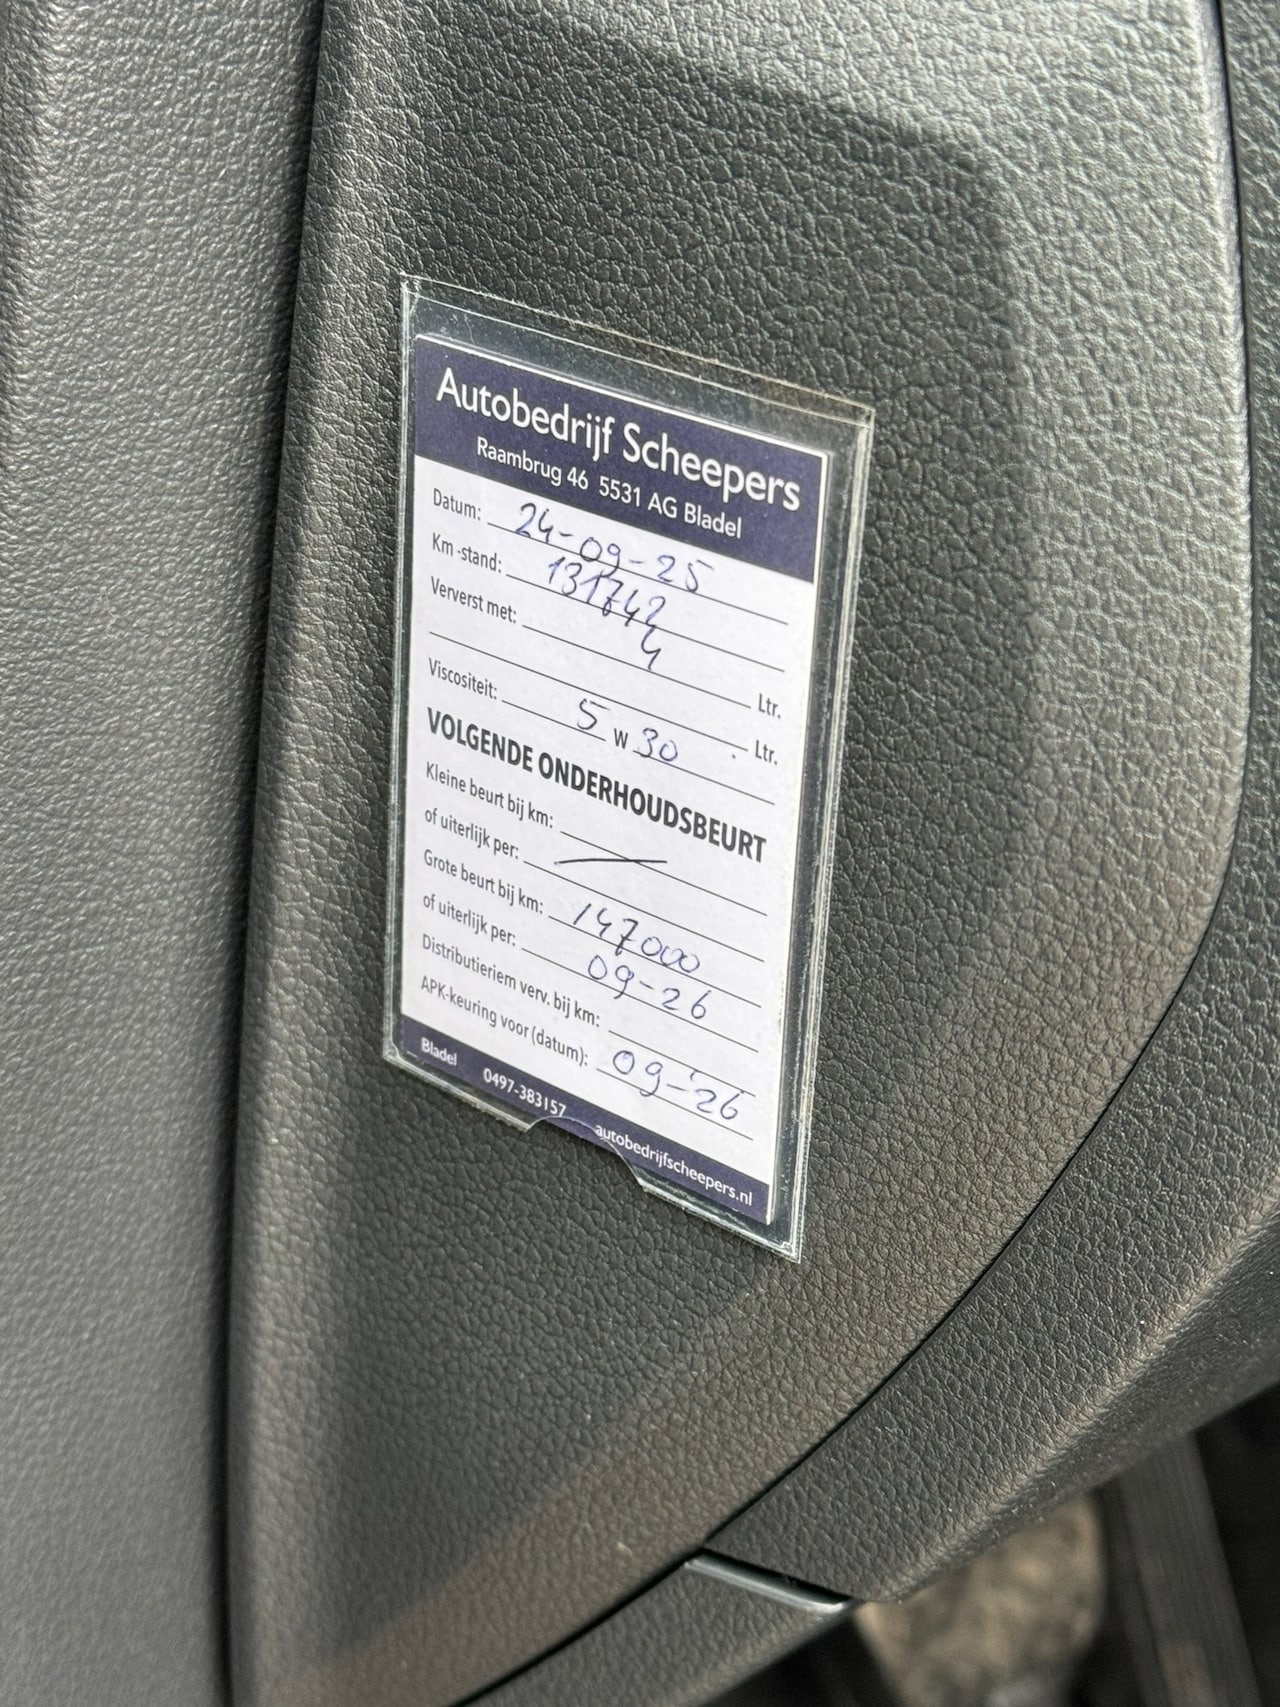 Autobedrijf Scheepers
Raambrug 46 5531 AG Bladel
Datum: 24-09-25
Km-stand: 131742
Ververst met: 4 Ltr.
Ltr.
Viscositeit: 5 W 30
VOLGENDE ONDERHOUDSBEURT
Kleine beurt bij km:
of uiterlijk per:
Grote beurt bij km: 147000
of uiterlijk per: 09-26
Distributieriem verv. bij km:
APK-keuring voor (datum): 09-'26
Bladel 0497-383157 autobedrijfscheepers.nl